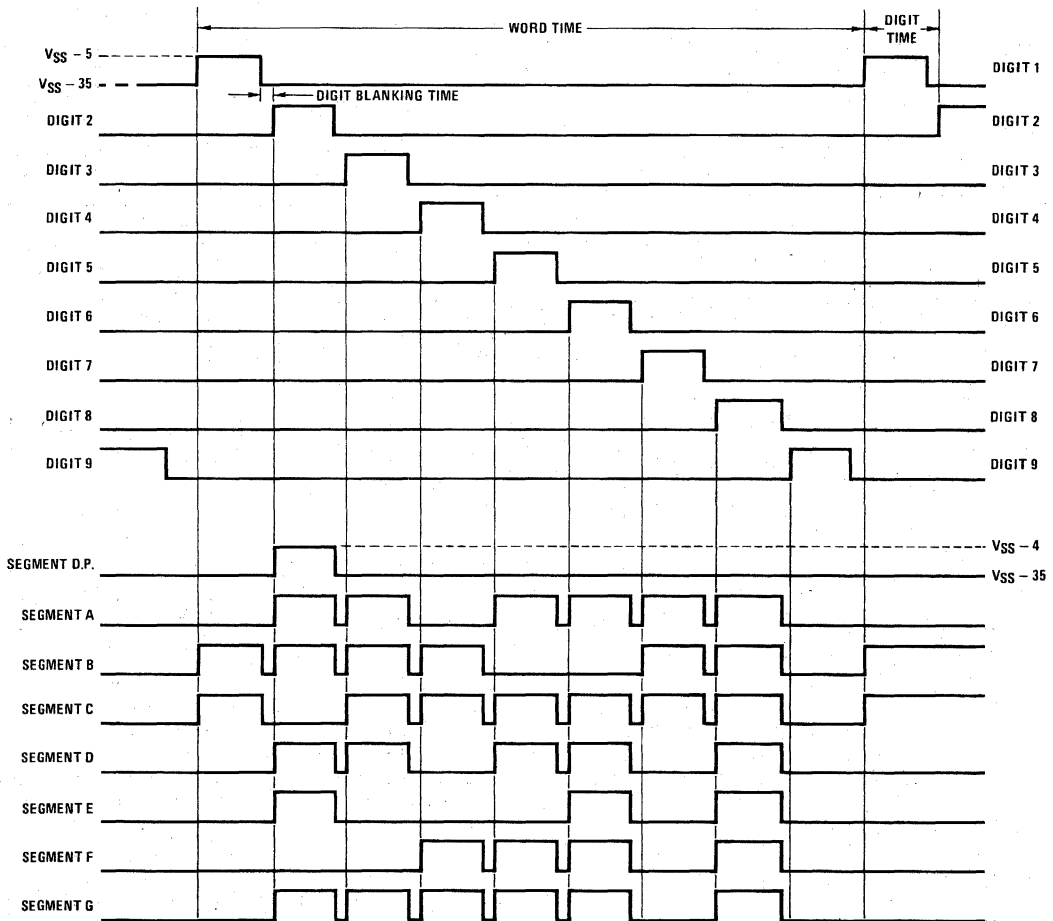 WORD TIME
DIGIT TIME
VSS – 5
VSS – 35
DIGIT 1
DIGIT BLANKING TIME
DIGIT 2
DIGIT 2
DIGIT 3
DIGIT 3
DIGIT 4
DIGIT 4
DIGIT 5
DIGIT 5
DIGIT 6
DIGIT 6
DIGIT 7
DIGIT 7
DIGIT 8
DIGIT 8
DIGIT 9
DIGIT 9
VSS – 4
SEGMENT D.P.
VSS – 35
SEGMENT A
SEGMENT B
SEGMENT C
SEGMENT D
SEGMENT E
SEGMENT F
SEGMENT G